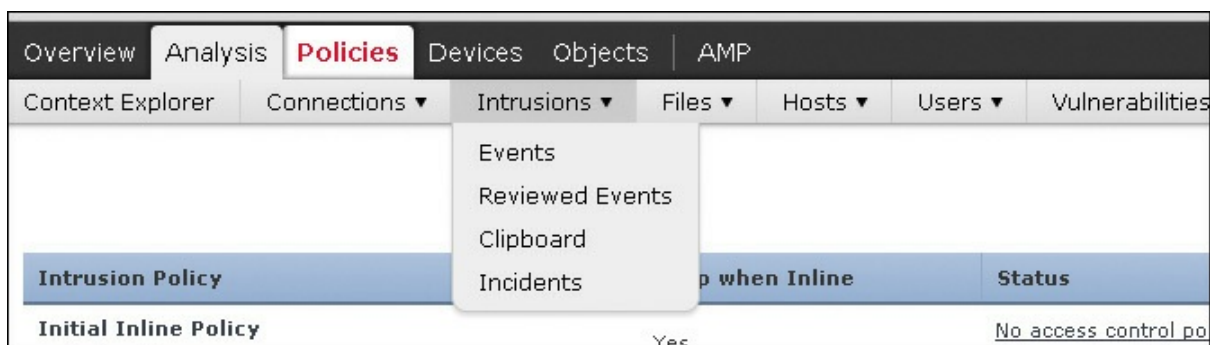 Overview Analysis Policies Devices Objects AMP
Context Explorer Connections ▼ Intrusions ▼ Files ▼ Hosts ▼ Users ▼ Vulnerabilities
Events
Reviewed Events
Clipboard
Incidents
Intrusion Policy when Inline Status
Initial Inline Policy Yes No access control